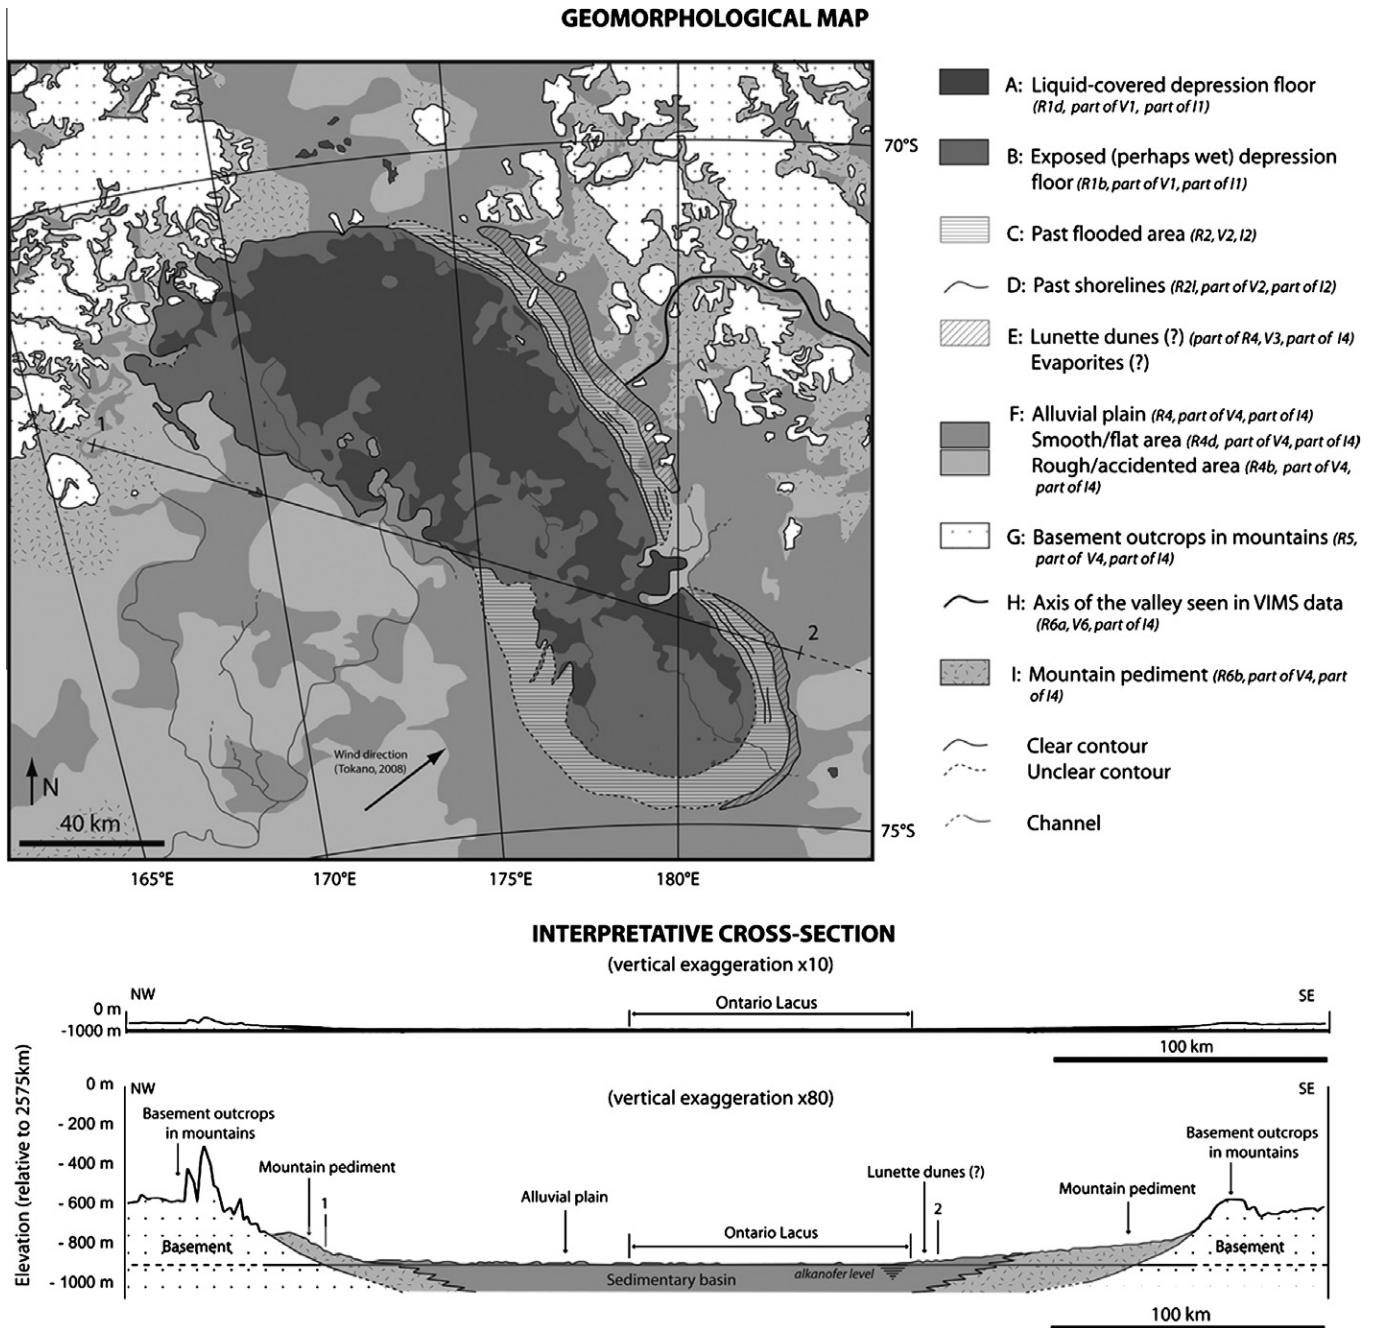 GEOMORPHOLOGICAL MAP
70°S
75°S
1
2
Wind direction
(Tokano, 2008)
N
40 km
165°E 170°E 175°E 180°E
A: Liquid-covered depression floor
(R1d, part of V1, part of I1)
B: Exposed (perhaps wet) depression
floor (R1b, part of V1, part of I1)
C: Past flooded area (R2, V2, I2)
D: Past shorelines (R2l, part of V2, part of I2)
E: Lunette dunes (?) (part of R4, V3, part of I4)
Evaporites (?)
F: Alluvial plain (R4, part of V4, part of I4)
Smooth/flat area (R4d, part of V4, part of I4)
Rough/accidented area (R4b, part of V4,
part of I4)
G: Basement outcrops in mountains (R5,
part of V4, part of I4)
H: Axis of the valley seen in VIMS data
(R6a, V6, part of I4)
I: Mountain pediment (R6b, part of V4, part
of I4)
Clear contour
Unclear contour
Channel
INTERPRETATIVE CROSS-SECTION
(vertical exaggeration x10)
NW
SE
0 m
-1000 m
Ontario Lacus
100 km
Elevation (relative to 2575km)
0 m
- 200 m
- 400 m
- 600 m
- 800 m
- 1000 m
NW
(vertical exaggeration x80)
SE
Basement outcrops
in mountains
Mountain pediment
1
Alluvial plain
Lunette dunes (?)
2
Basement outcrops
in mountains
Mountain pediment
Ontario Lacus
Basement
Basement
Sedimentary basin
alkanofer level
100 km